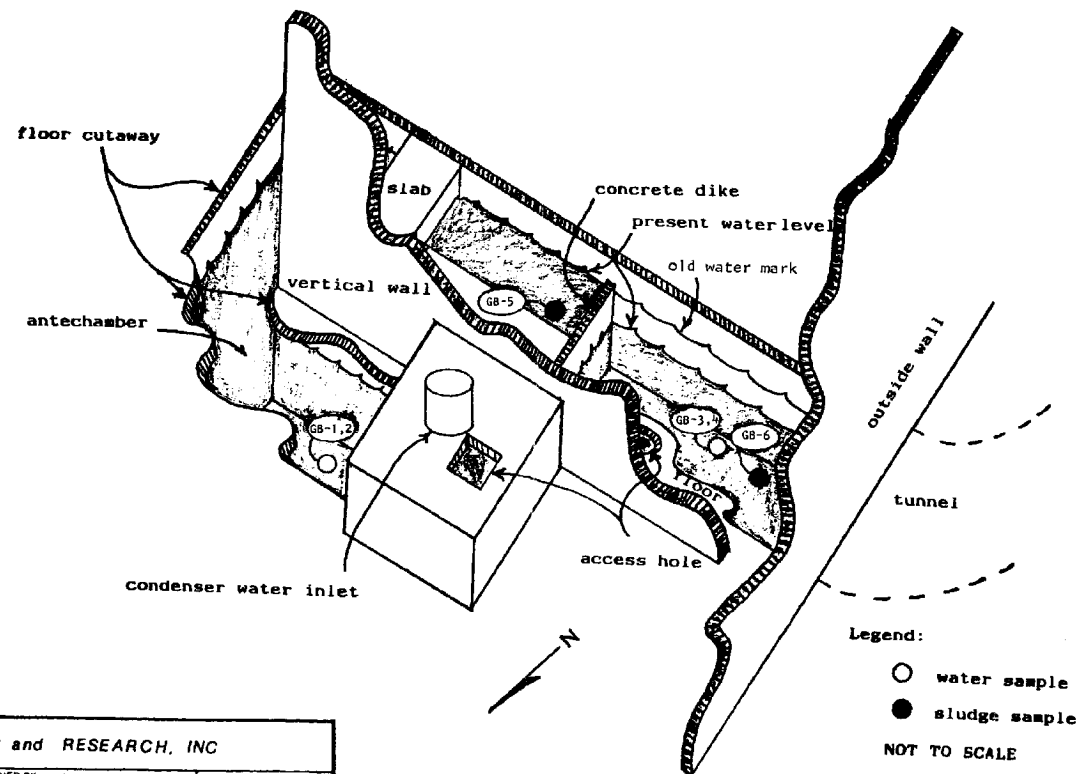 floor cutaway
slab
concrete dike
present water level
old water mark
vertical wall
GB-5
antechamber
outside wall
GB-1,2
GB-3,4
GB-6
floor
tunnel
access hole
condenser water inlet
N
Legend:
water sample
sludge sample
NOT TO SCALE
and RESEARCH, INC